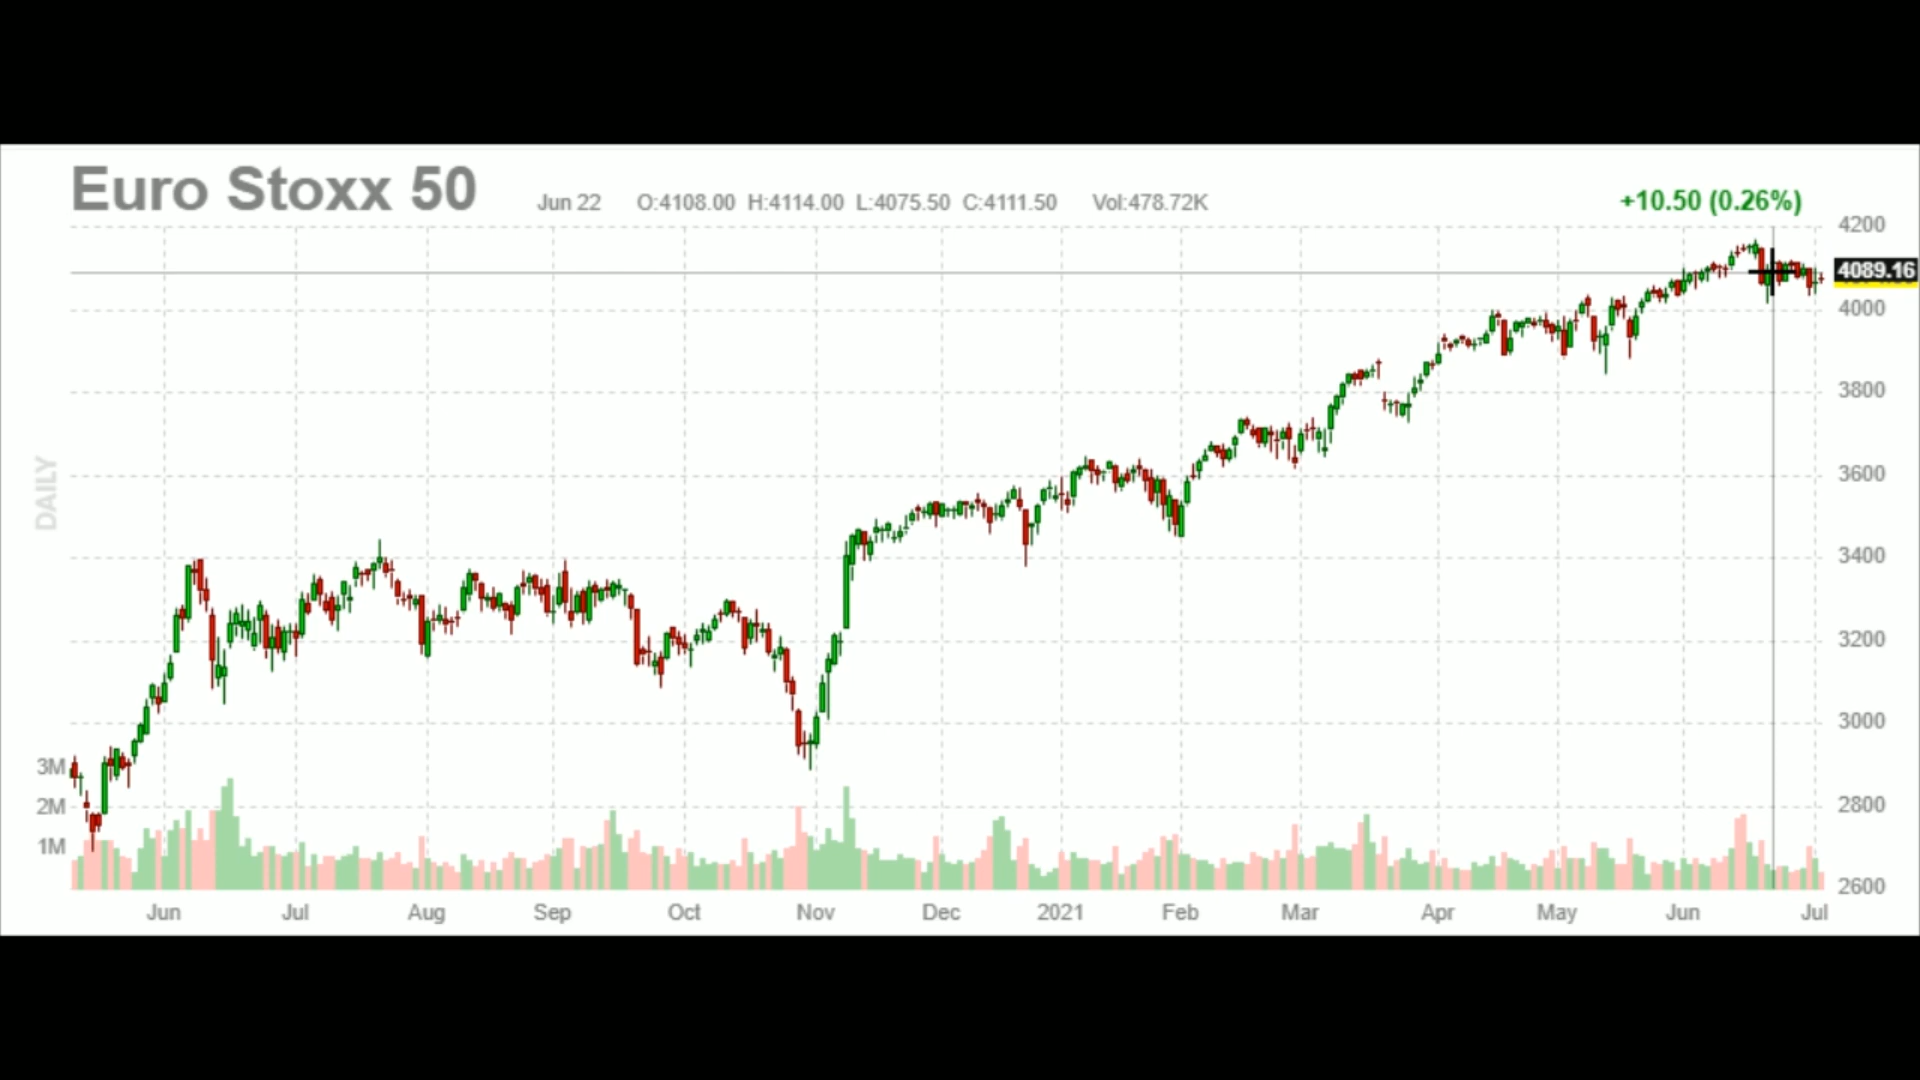 Euro Stoxx 50 Jun 22 O:4108.00 H:4114.00 L:4075.50 C:4111.50 Vol:478.72K +10.50 (0.26%)
4200
4089.16
4000
3800
3600
DAILY
3400
3200
3000
3M
2M 2800
1M
2600
Jun Jul Aug Sep Oct Nov Dec 2021 Feb Mar Apr May Jun Jul